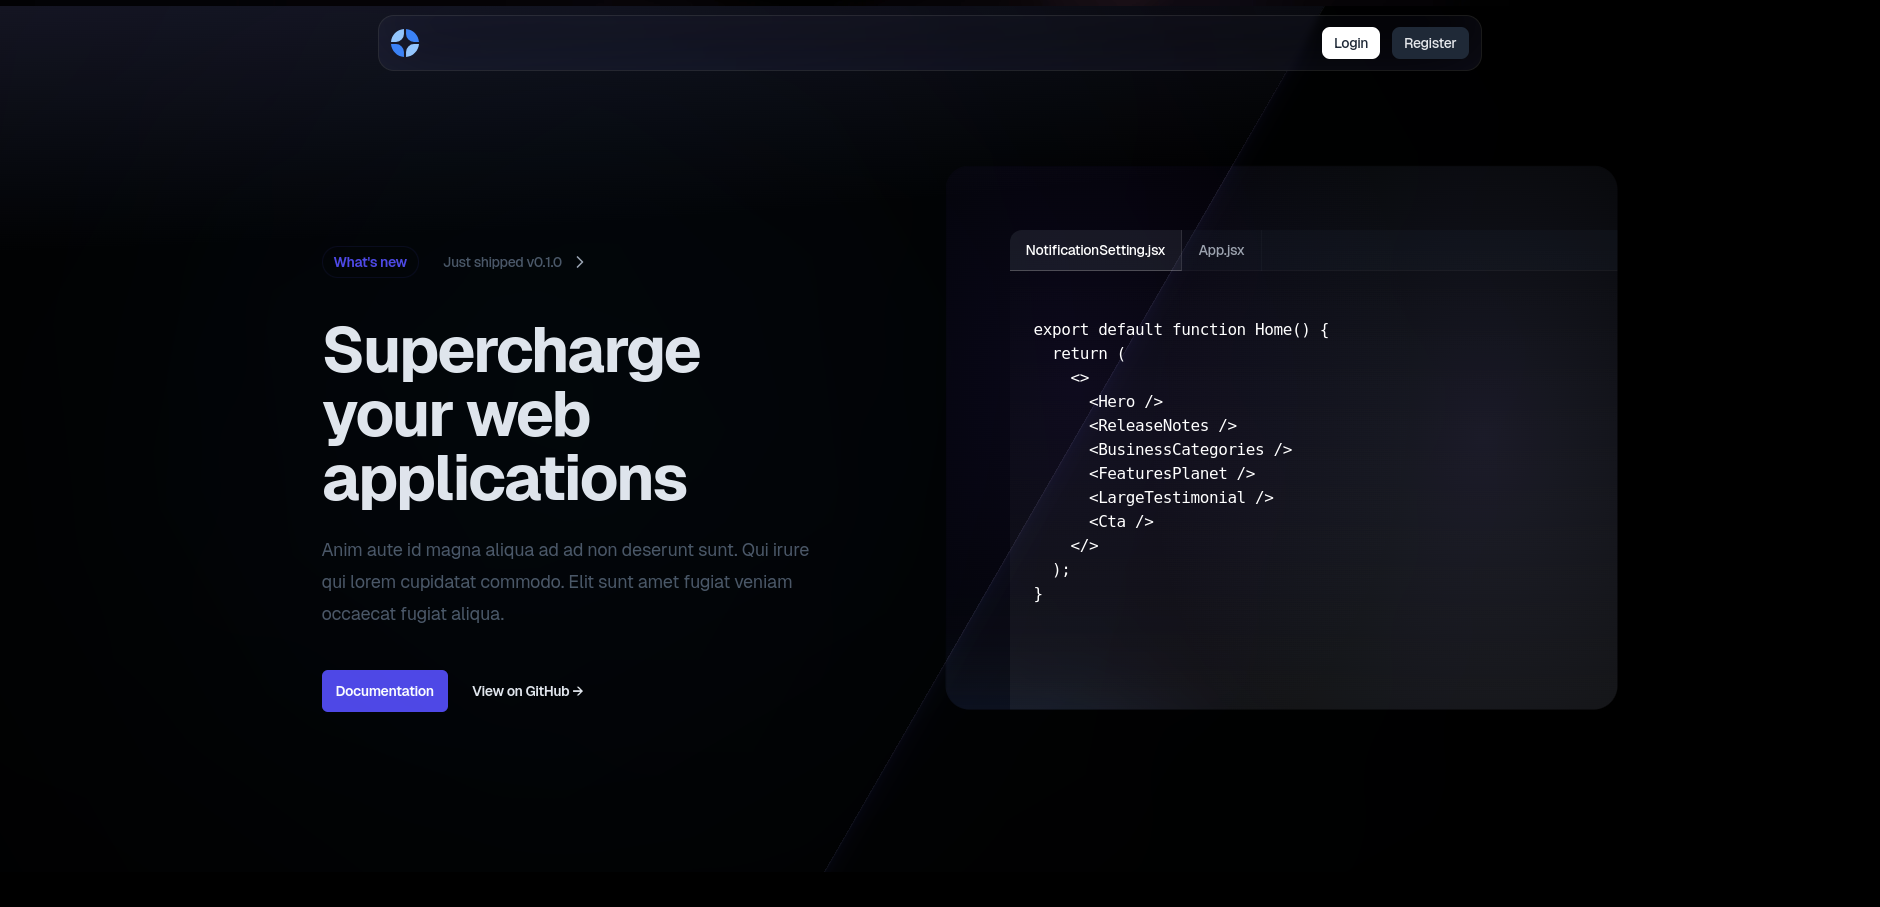 Login
Register
What's new
Just shipped v0.1.0
Supercharge
your web
applications
Anim aute id magna aliqua ad ad non deserunt sunt. Qui irure
qui lorem cupidatat commodo. Elit sunt amet fugiat veniam
occaecat fugiat aliqua.
Documentation
View on GitHub →
NotificationSetting.jsx
App.jsx
export default function Home() {
  return (
    <>
      <Hero />
      <ReleaseNotes />
      <BusinessCategories />
      <FeaturesPlanet />
      <LargeTestimonial />
      <Cta />
    </>
  );
}